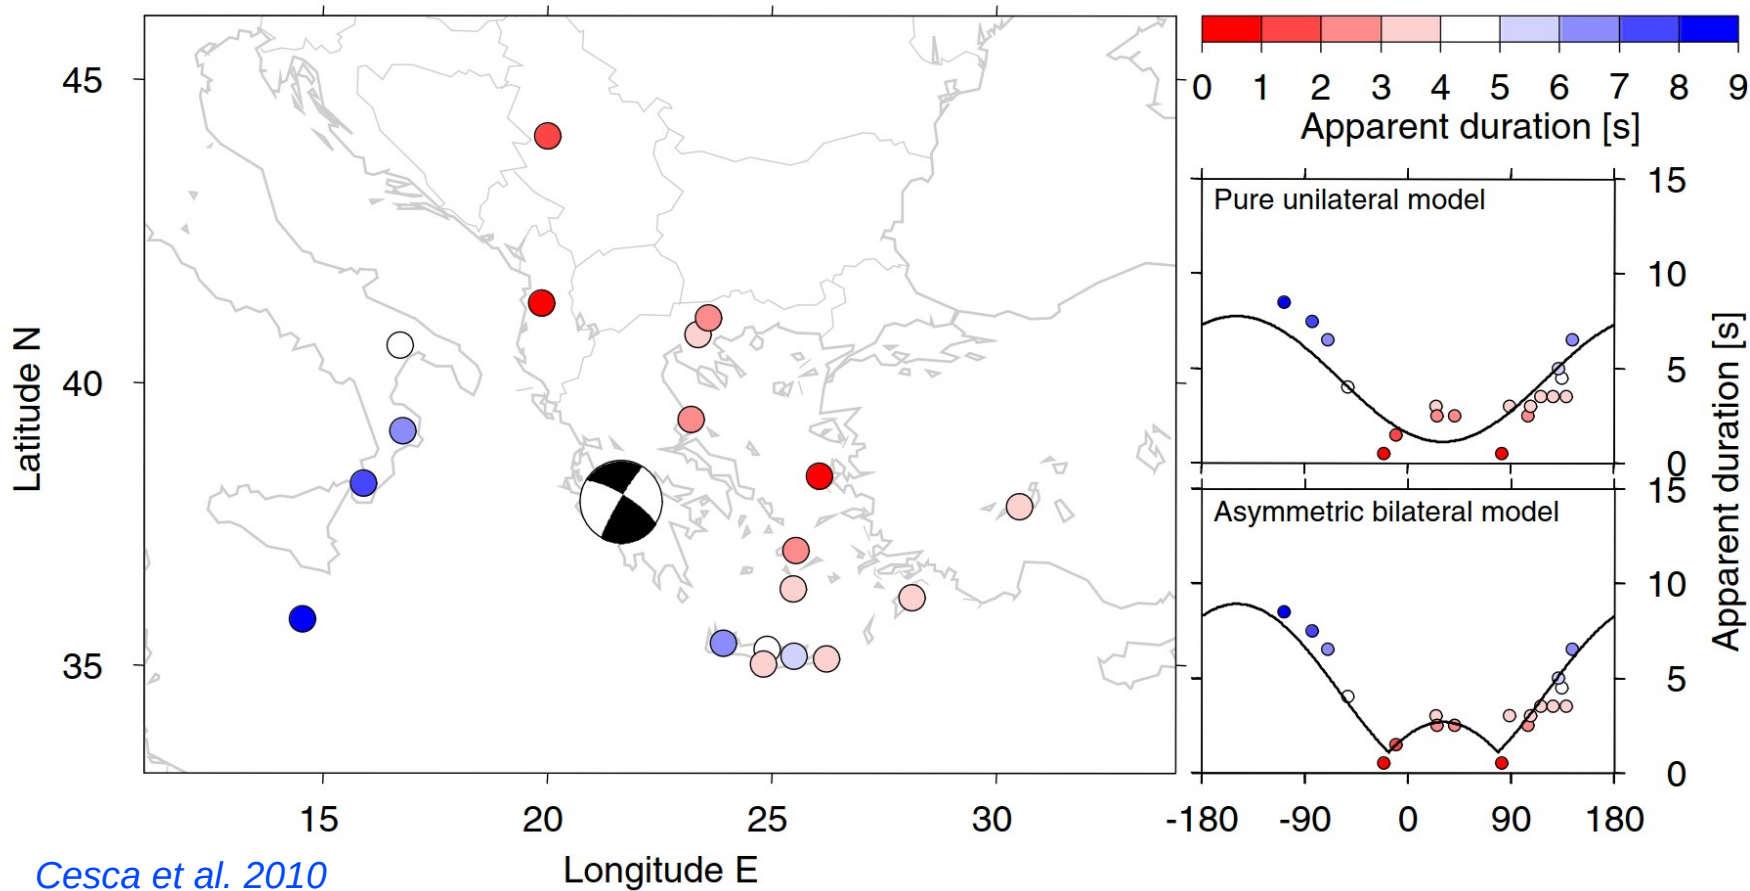 45
40
35
Latitude N
15 20 25 30
Longitude E
Cesca et al. 2010
0 1 2 3 4 5 6 7 8 9
Apparent duration [s]
Pure unilateral model
15
10
5
0
Asymmetric bilateral model
15
10
5
0
Apparent duration [s]
-180 -90 0 90 180